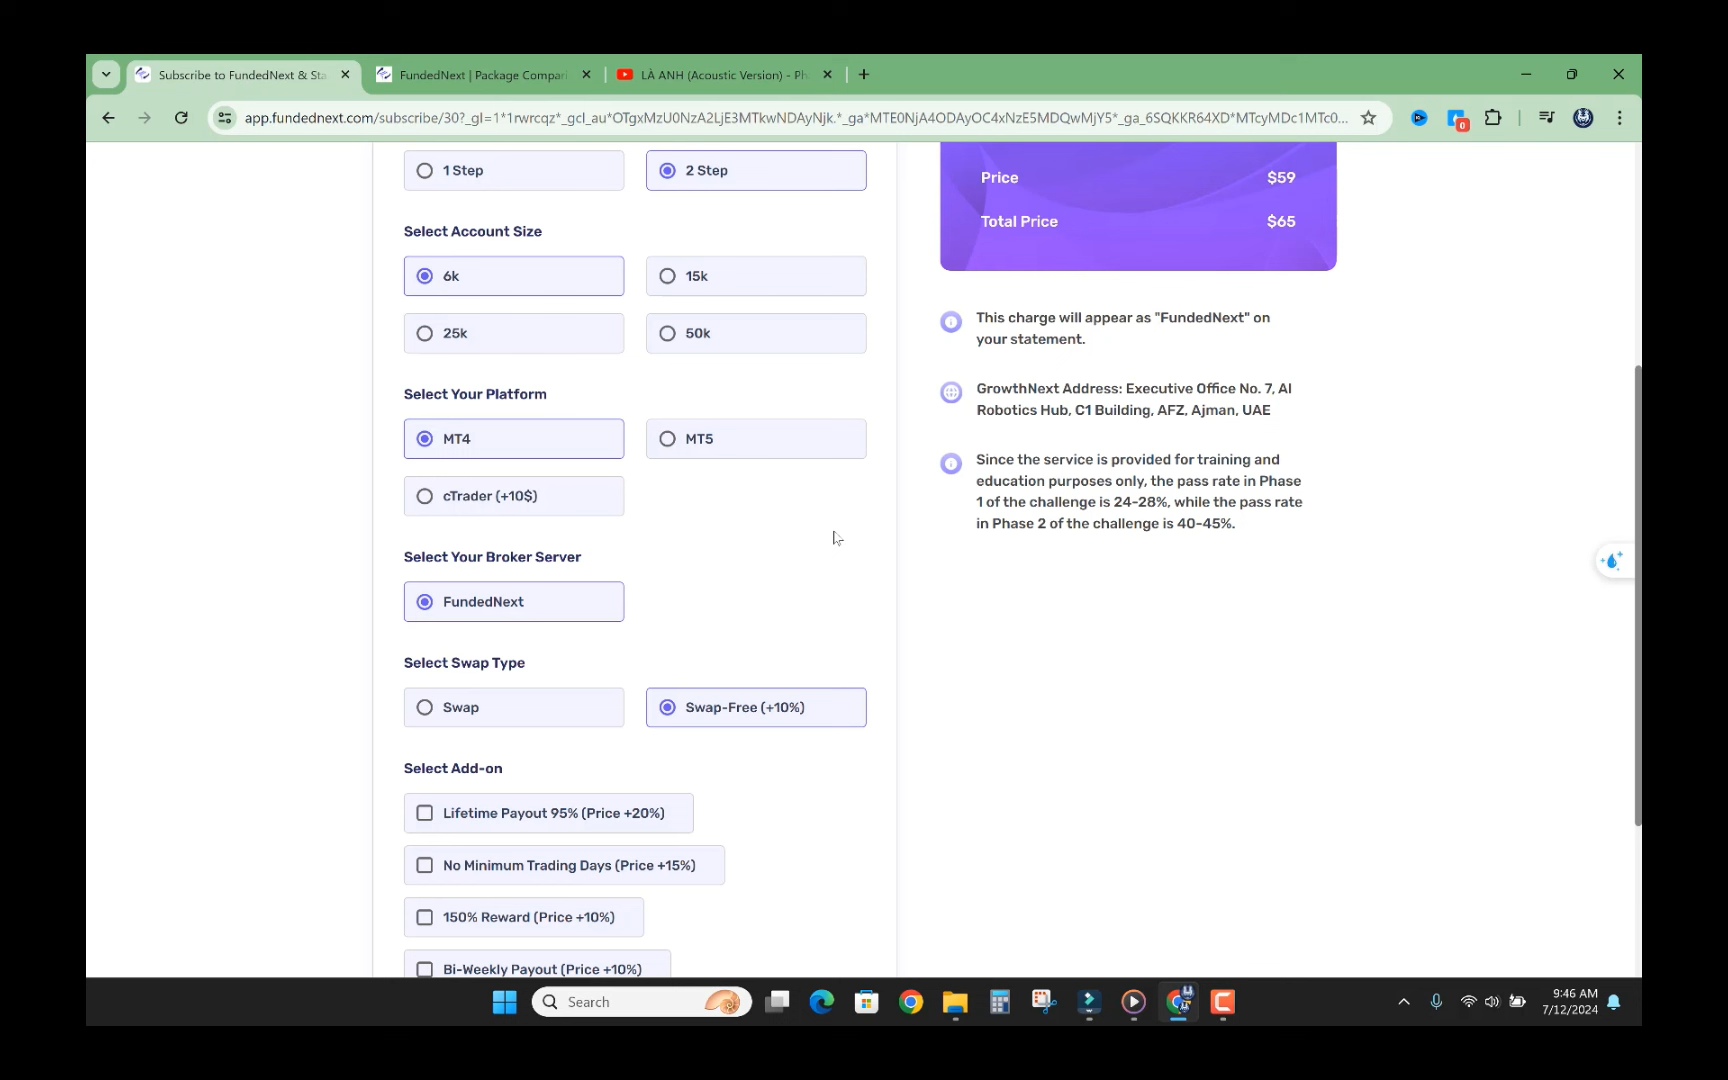 Subscribe to FundedNext & Sta
FundedNext | Package Compari
LÀ ANH (Acoustic Version) - Ph
app.fundednext.com/subscribe/30?_gl=1*1rwrcqz*_gcl_au*OTgxMzU0NzA2LjE3MTkwNDAyNjk.*_ga*MTE0NjA4ODAyOC4xNzE5MDQwMjY5*_ga_6SQKKR64XD*MTcyMDc1MTc0...
0
1 Step
2 Step
Select Account Size
6k
15k
25k
50k
Select Your Platform
MT4
MT5
cTrader (+10$)
Select Your Broker Server
FundedNext
Select Swap Type
Swap
Swap-Free (+10%)
Select Add-on
Lifetime Payout 95% (Price +20%)
No Minimum Trading Days (Price +15%)
150% Reward (Price +10%)
Bi-Weekly Payout (Price +10%)
Price $59
Total Price $65
This charge will appear as "FundedNext" on
your statement.
GrowthNext Address: Executive Office No. 7, AI
Robotics Hub, C1 Building, AFZ, Ajman, UAE
Since the service is provided for training and
education purposes only, the pass rate in Phase
1 of the challenge is 24-28%, while the pass rate
in Phase 2 of the challenge is 40-45%.
Search
9:46 AM
7/12/2024